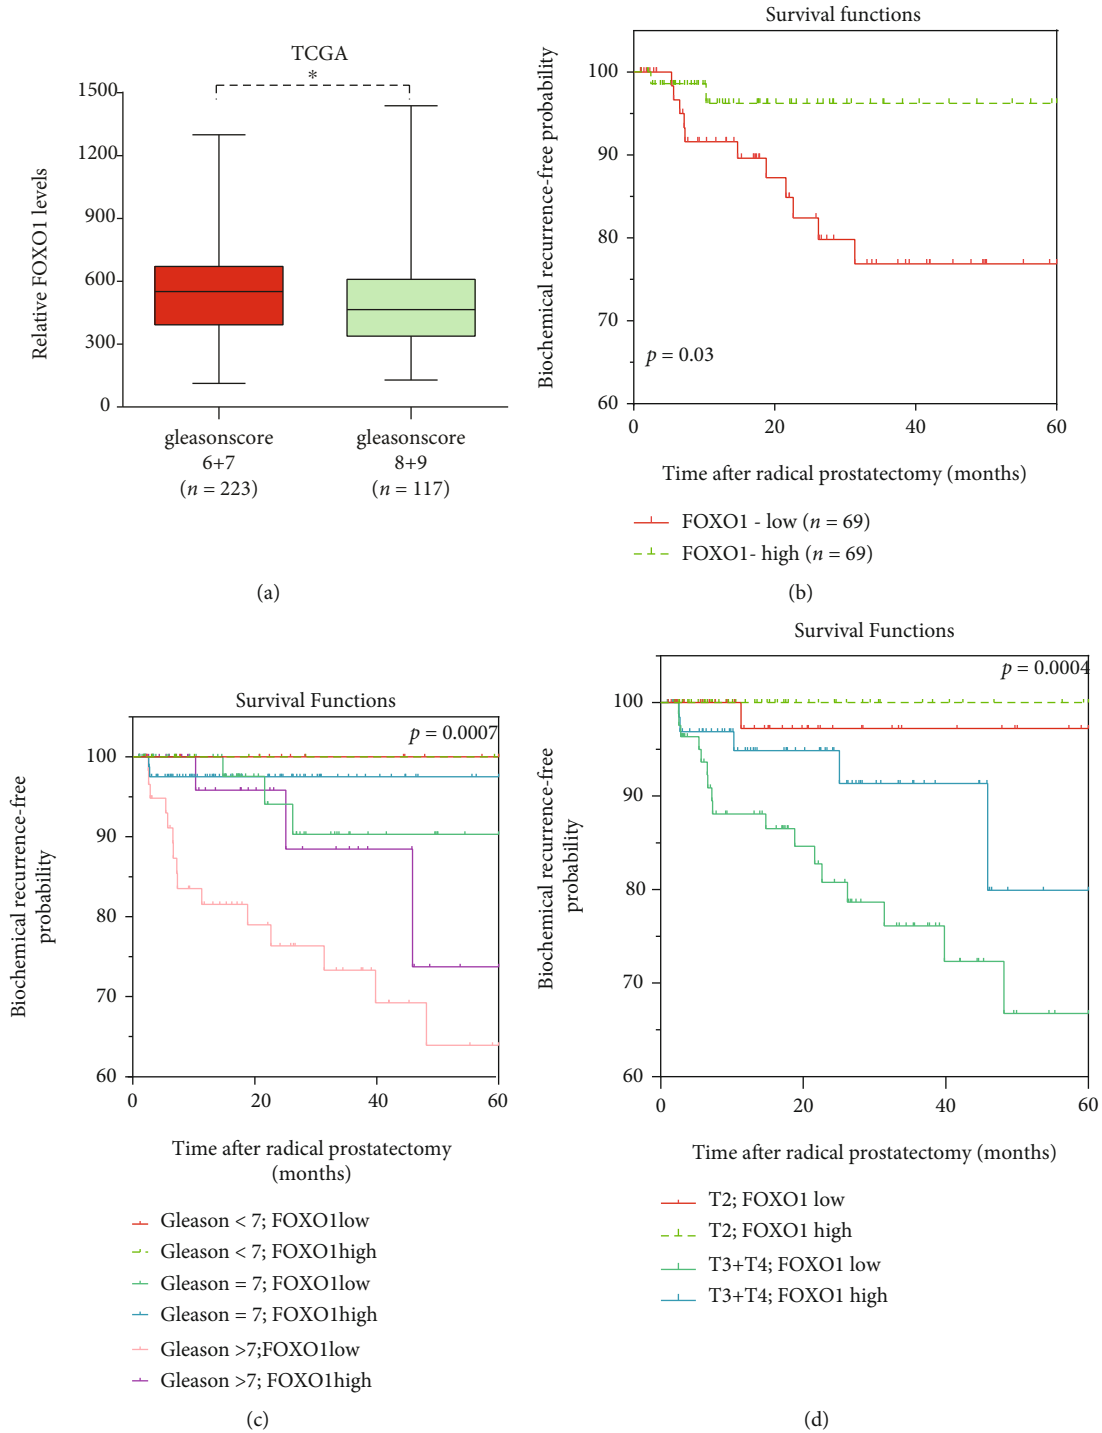 TCGA
*
Relative FOXO1 levels
1500
1200
900
600
300
0
gleasonscore
6+7
(n = 223)
gleasonscore
8+9
(n = 117)
(a)
Survival functions
Biochemical recurrence-free probability
100
90
80
70
60
p = 0.03
0
20
40
60
Time after radical prostatectomy (months)
FOXO1 - low (n = 69)
FOXO1- high (n = 69)
(b)
Survival Functions
p = 0.0007
Biochemical recurrence-free
probability
100
90
80
70
60
0
20
40
60
Time after radical prostatectomy
(months)
Gleason < 7; FOXO1low
Gleason < 7; FOXO1high
Gleason = 7; FOXO1low
Gleason = 7; FOXO1high
Gleason >7;FOXO1low
Gleason >7; FOXO1high
(c)
Survival Functions
p = 0.0004
Biochemical recurrence-free
probability
100
90
80
70
60
0
20
40
60
Time after radical prostatectomy (months)
T2; FOXO1 low
T2; FOXO1 high
T3+T4; FOXO1 low
T3+T4; FOXO1 high
(d)